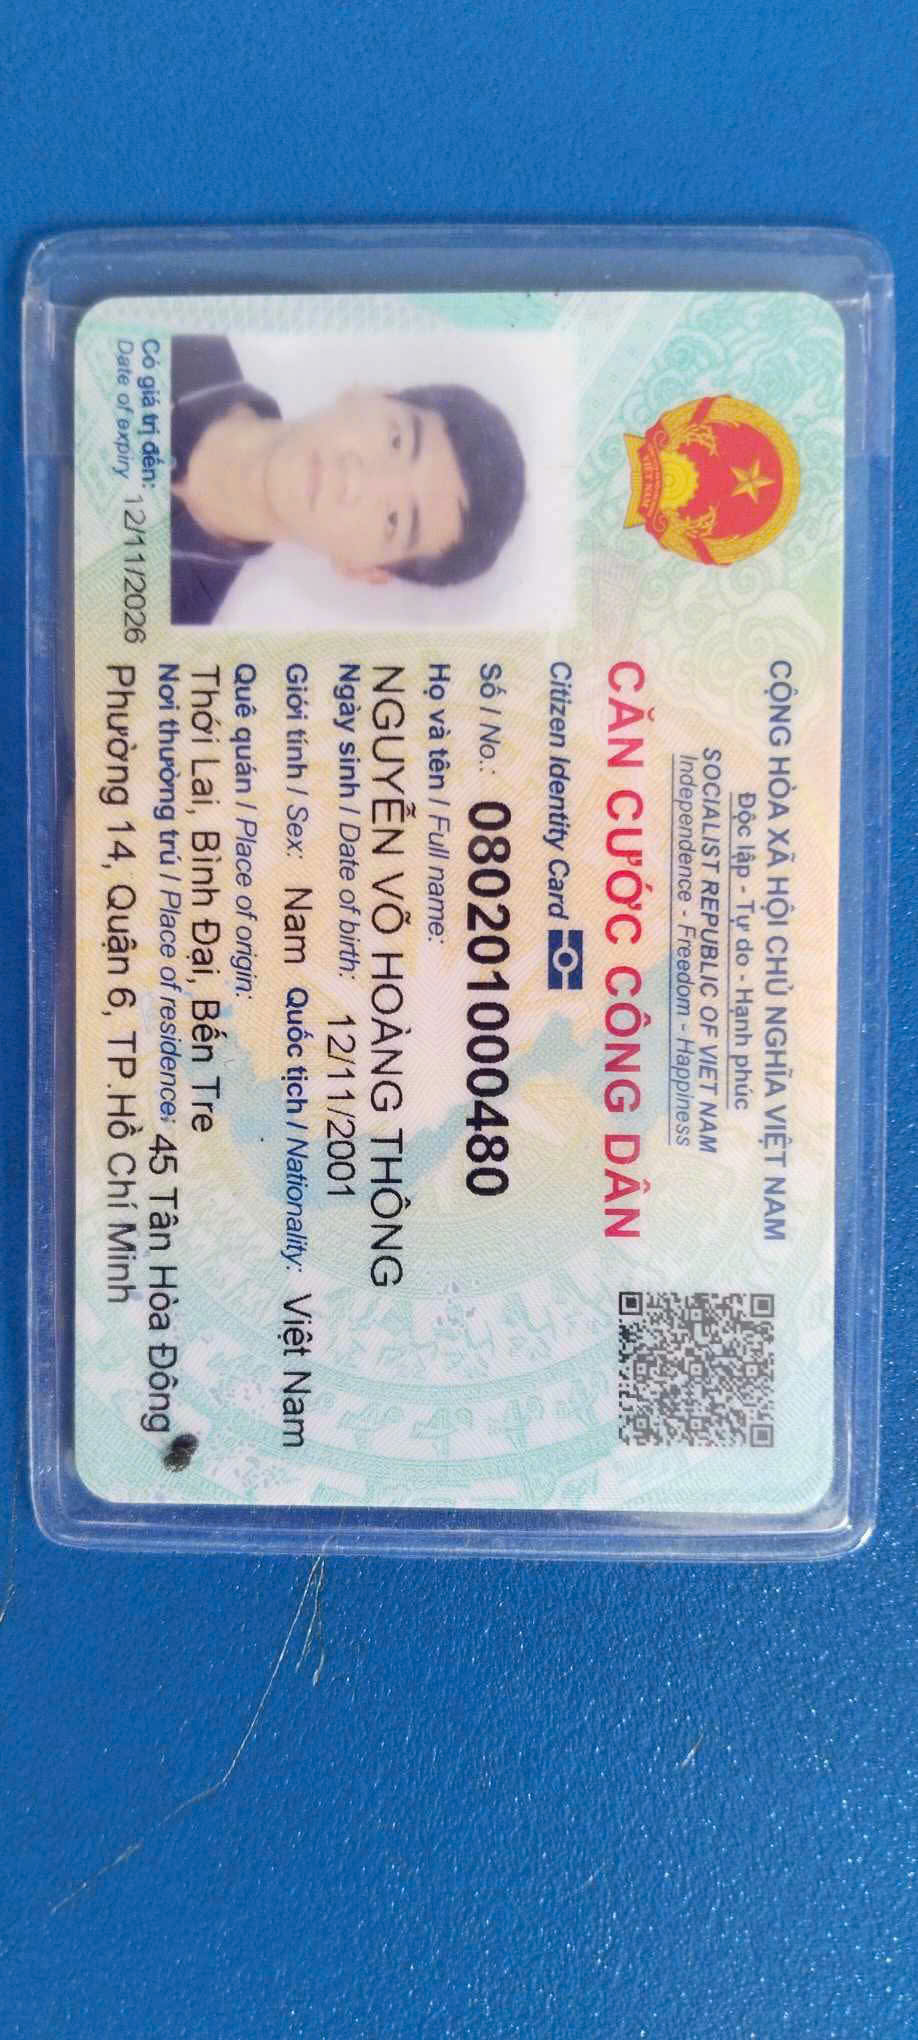 CỘNG HÒA XÃ HỘI CHỦ NGHĨA VIỆT NAM
Độc lập - Tự do - Hạnh phúc
SOCIALIST REPUBLIC OF VIET NAM
Independence - Freedom - Happiness
CĂN CƯỚC CÔNG DÂN
Citizen Identity Card
Số / No.: 080201000480
Họ và tên / Full name:
NGUYỄN VÕ HOÀNG THÔNG
Ngày sinh / Date of birth: 12/11/2001
Giới tính / Sex: Nam Quốc tịch / Nationality: Việt Nam
Quê quán / Place of origin:
Thới Lai, Bình Đại, Bến Tre
Nơi thường trú / Place of residence: 45 Tân Hòa Đông
Phường 14, Quận 6, TP.Hồ Chí Minh
Có giá trị đến: 12/11/2026
Date of expiry
VIỆT NAM